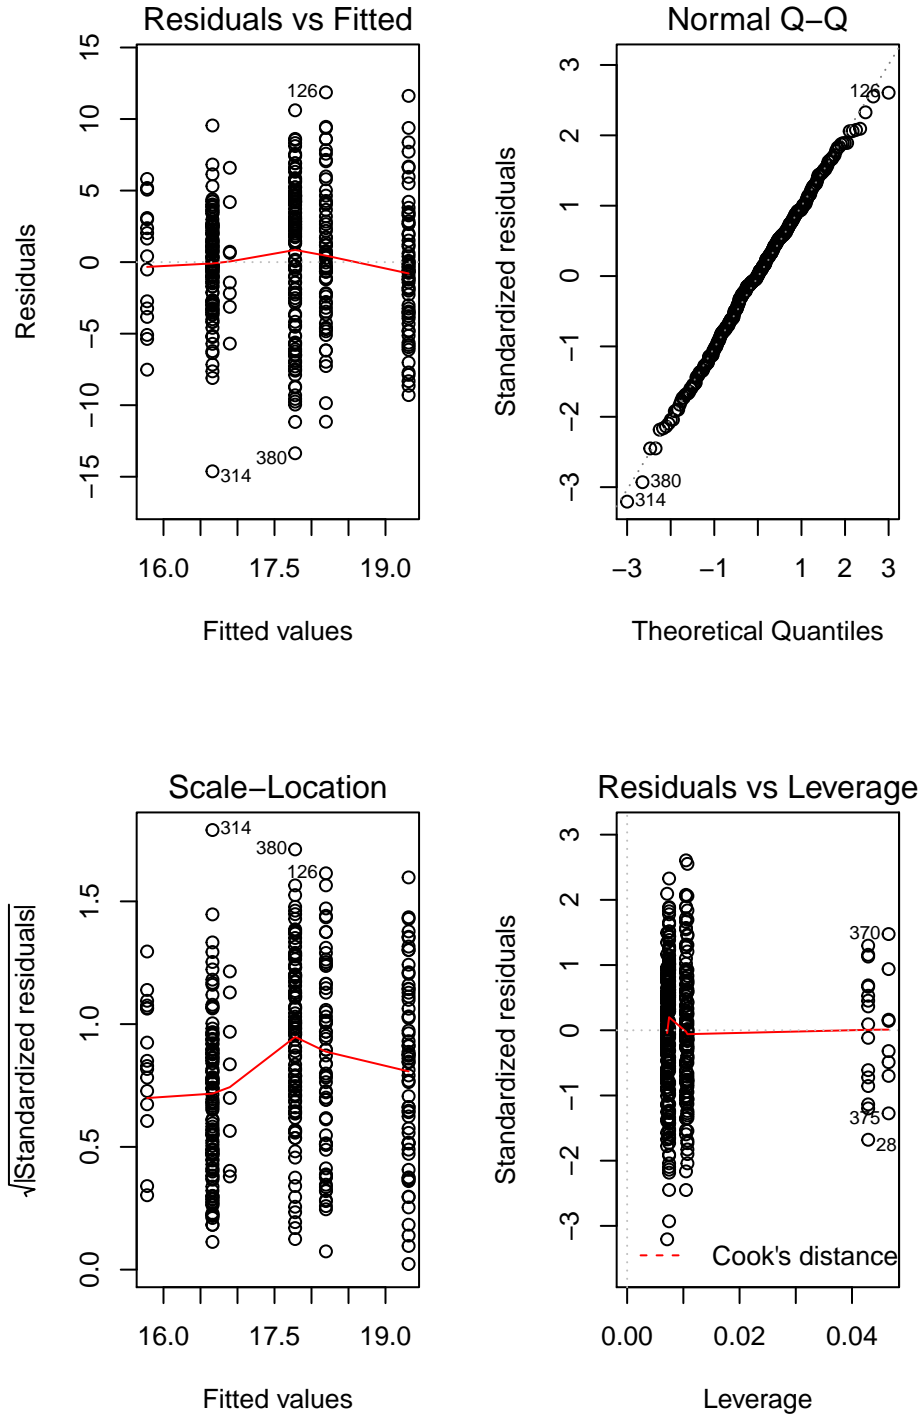 Residuals vs Fitted
Residuals
15
10
5
0
−5
−10
−15
126
380
314
16.0 17.5 19.0
Fitted values
Normal Q−Q
Standardized residuals
3
2
1
0
−1
−2
−3
126
380
314
−3 −1 1 2 3
Theoretical Quantiles
Scale−Location
√|Standardized residuals|
1.5
1.0
0.5
0.0
314
380
126
16.0 17.5 19.0
Fitted values
Residuals vs Leverage
Standardized residuals
3
2
1
0
−1
−2
−3
370
375
28
Cook's distance
0.00 0.02 0.04
Leverage